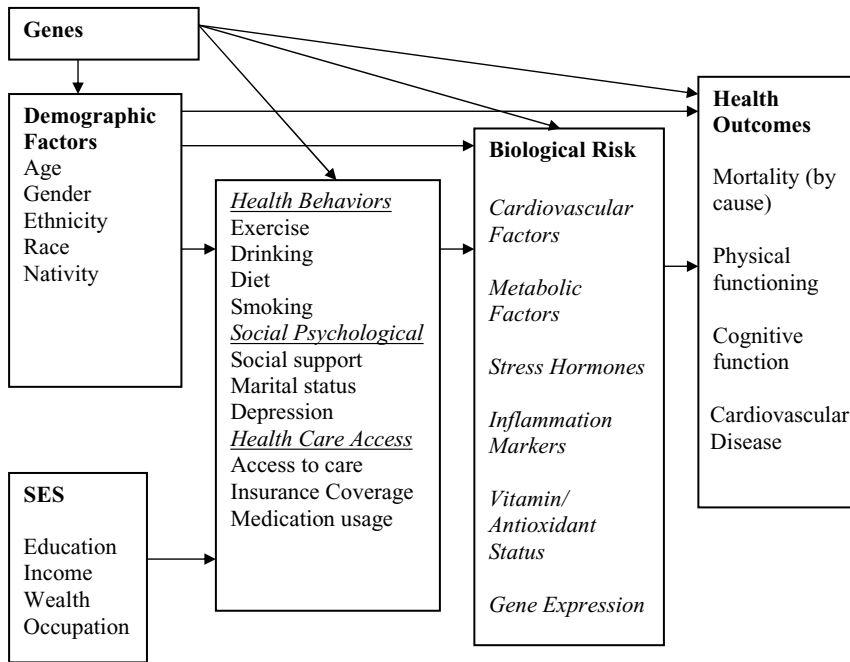 Genes
Demographic
Factors
Age
Gender
Ethnicity
Race
Nativity
SES
Education
Income
Wealth
Occupation
Health Behaviors
Exercise
Drinking
Diet
Smoking
Social Psychological
Social support
Marital status
Depression
Health Care Access
Access to care
Insurance Coverage
Medication usage
Biological Risk
Cardiovascular
Factors
Metabolic
Factors
Stress Hormones
Inflammation
Markers
Vitamin/
Antioxidant
Status
Gene Expression
Health
Outcomes
Mortality (by
cause)
Physical
functioning
Cognitive
function
Cardiovascular
Disease